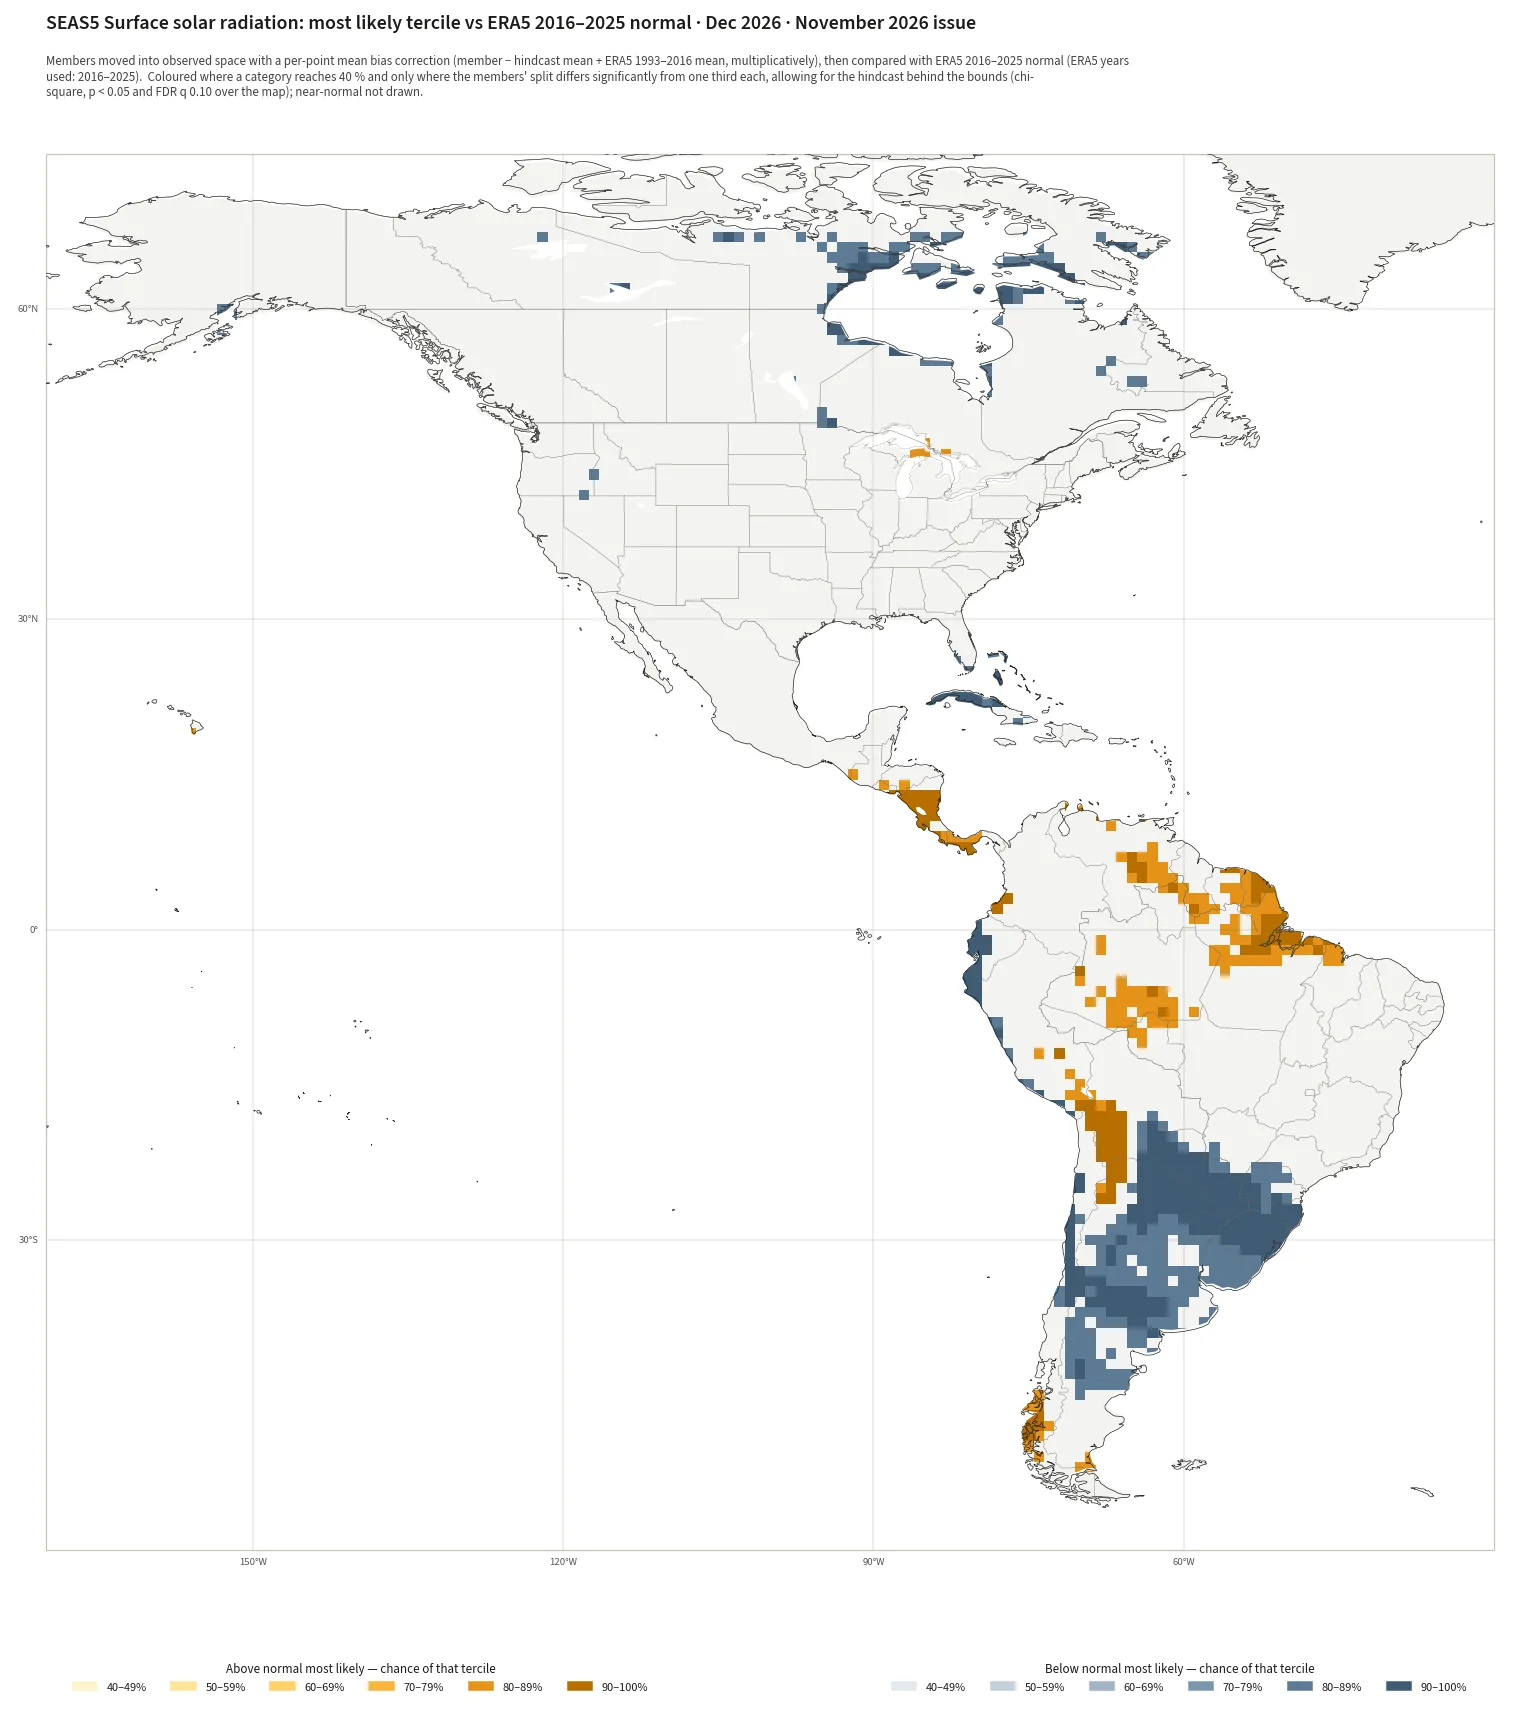 SEAS5 Surface solar radiation: most likely tercile vs ERA5 2016–2025 normal · Dec 2026 · November 2026 issue
Members moved into observed space with a per-point mean bias correction (member − hindcast mean + ERA5 1993–2016 mean, multiplicatively), then compared with ERA5 2016–2025 normal (ERA5 years
used: 2016–2025).  Coloured where a category reaches 40 % and only where the members' split differs significantly from one third each, allowing for the hindcast behind the bounds (chi-
square, p < 0.05 and FDR q 0.10 over the map); near-normal not drawn.
60°N
30°N
0°
30°S
150°W
120°W
90°W
60°W
Above normal most likely — chance of that tercile
40–49%
50–59%
60–69%
70–79%
80–89%
90–100%
Below normal most likely — chance of that tercile
40–49%
50–59%
60–69%
70–79%
80–89%
90–100%